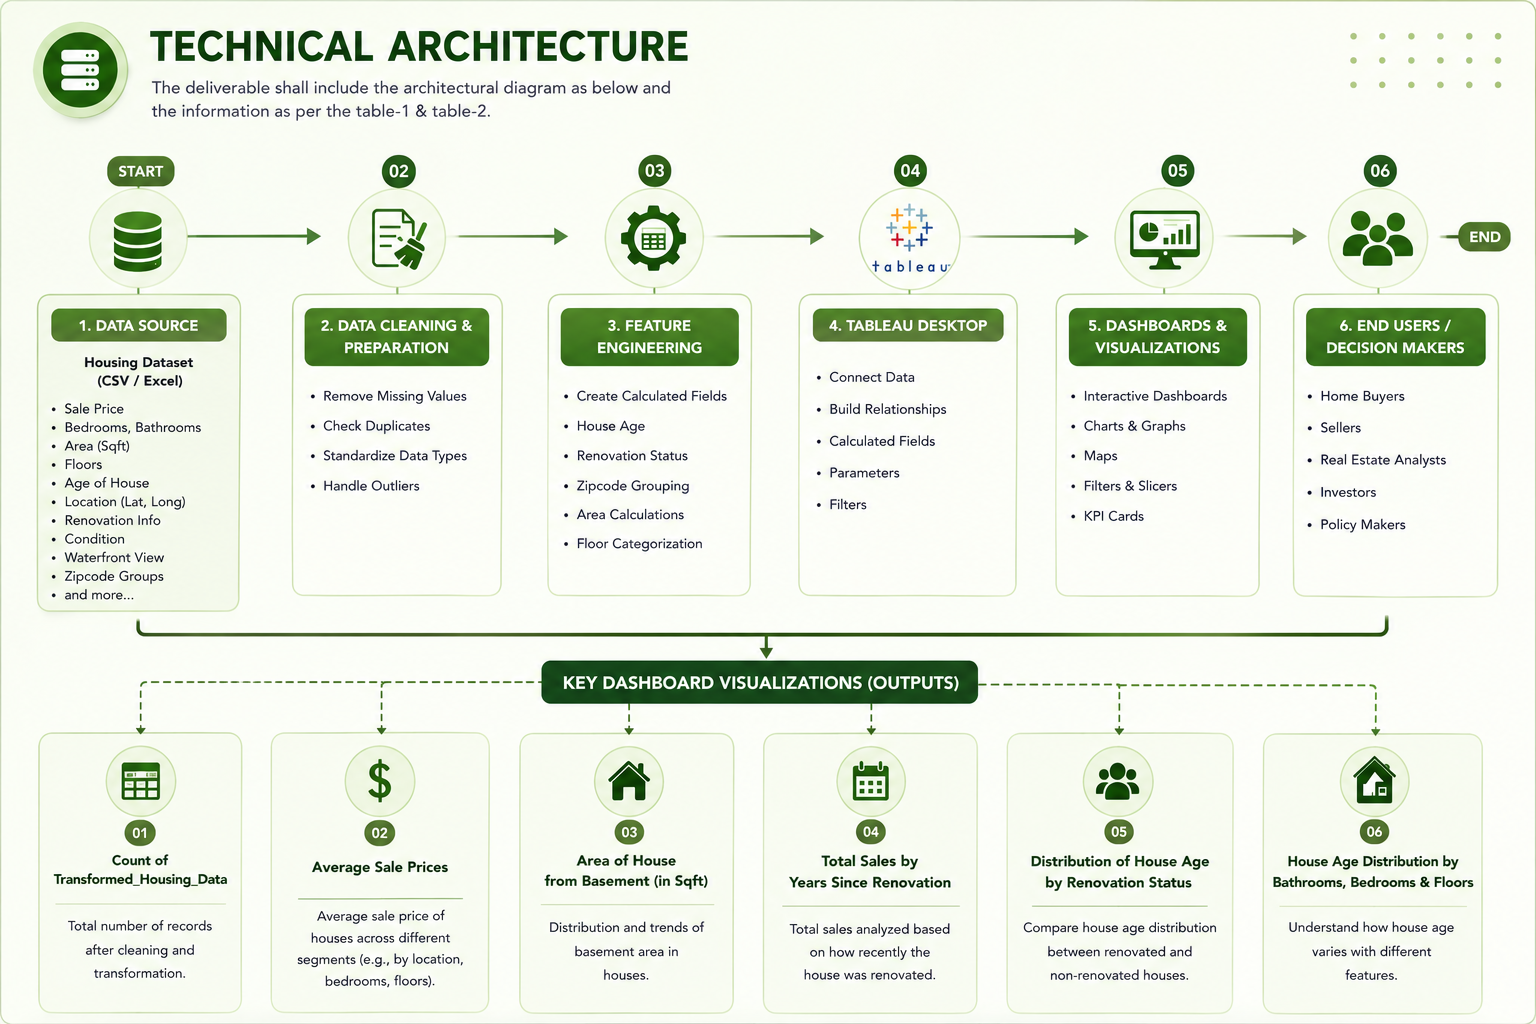 TECHNICAL ARCHITECTURE
The deliverable shall include the architectural diagram as below and
the information as per the table-1 & table-2.
START
02
03
04
05
06
tableau
END
1. DATA SOURCE
Housing Dataset
(CSV / Excel)
• Sale Price
• Bedrooms, Bathrooms
• Area (Sqft)
• Floors
• Age of House
• Location (Lat, Long)
• Renovation Info
• Condition
• Waterfront View
• Zipcode Groups
• and more...
2. DATA CLEANING &
PREPARATION
• Remove Missing Values
• Check Duplicates
• Standardize Data Types
• Handle Outliers
3. FEATURE
ENGINEERING
• Create Calculated Fields
• House Age
• Renovation Status
• Zipcode Grouping
• Area Calculations
• Floor Categorization
4. TABLEAU DESKTOP
• Connect Data
• Build Relationships
• Calculated Fields
• Parameters
• Filters
5. DASHBOARDS &
VISUALIZATIONS
• Interactive Dashboards
• Charts & Graphs
• Maps
• Filters & Slicers
• KPI Cards
6. END USERS /
DECISION MAKERS
• Home Buyers
• Sellers
• Real Estate Analysts
• Investors
• Policy Makers
KEY DASHBOARD VISUALIZATIONS (OUTPUTS)
01
Count of
Transformed_Housing_Data
Total number of records
after cleaning and
transformation.
02
Average Sale Prices
Average sale price of
houses across different
segments (e.g., by location,
bedrooms, floors).
03
Area of House
from Basement (in Sqft)
Distribution and trends of
basement area in
houses.
04
Total Sales by
Years Since Renovation
Total sales analyzed based
on how recently the
house was renovated.
05
Distribution of House Age
by Renovation Status
Compare house age distribution
between renovated and
non-renovated houses.
06
House Age Distribution by
Bathrooms, Bedrooms & Floors
Understand how house age
varies with different
features.